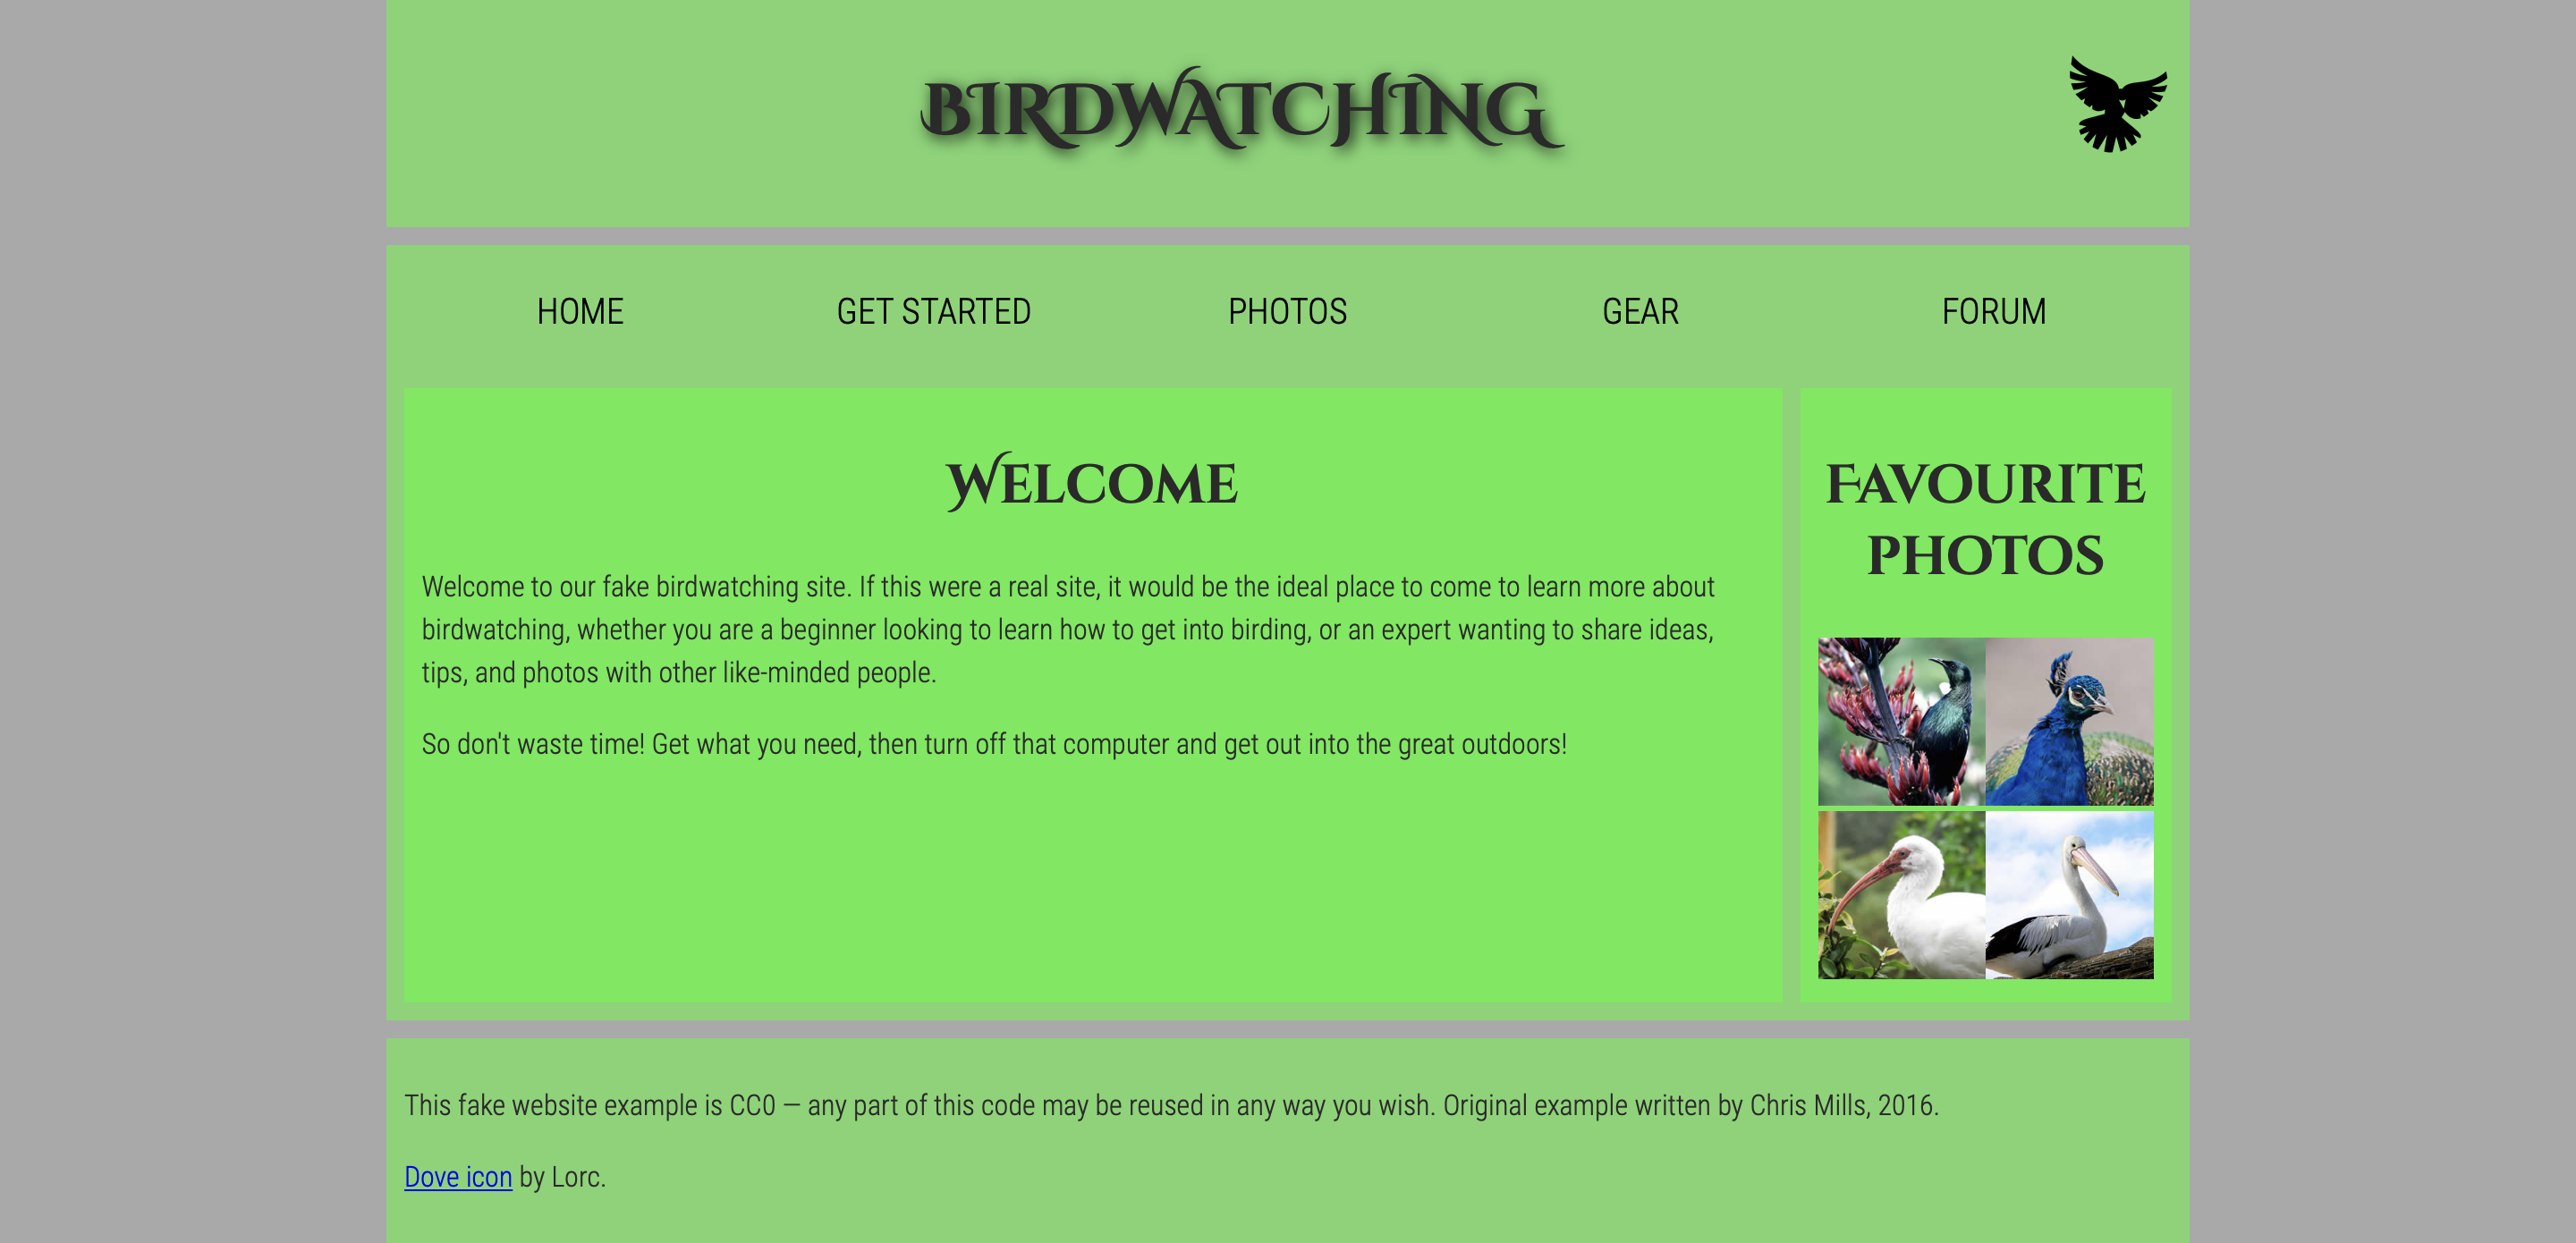 BIRDWATCHING
HOME
GET STARTED
PHOTOS
GEAR
FORUM
Welcome
Welcome to our fake birdwatching site. If this were a real site, it would be the ideal place to come to learn more about
birdwatching, whether you are a beginner looking to learn how to get into birding, or an expert wanting to share ideas,
tips, and photos with other like-minded people.
So don't waste time! Get what you need, then turn off that computer and get out into the great outdoors!
Favourite
photos
This fake website example is CC0 — any part of this code may be reused in any way you wish. Original example written by Chris Mills, 2016.
Dove icon by Lorc.